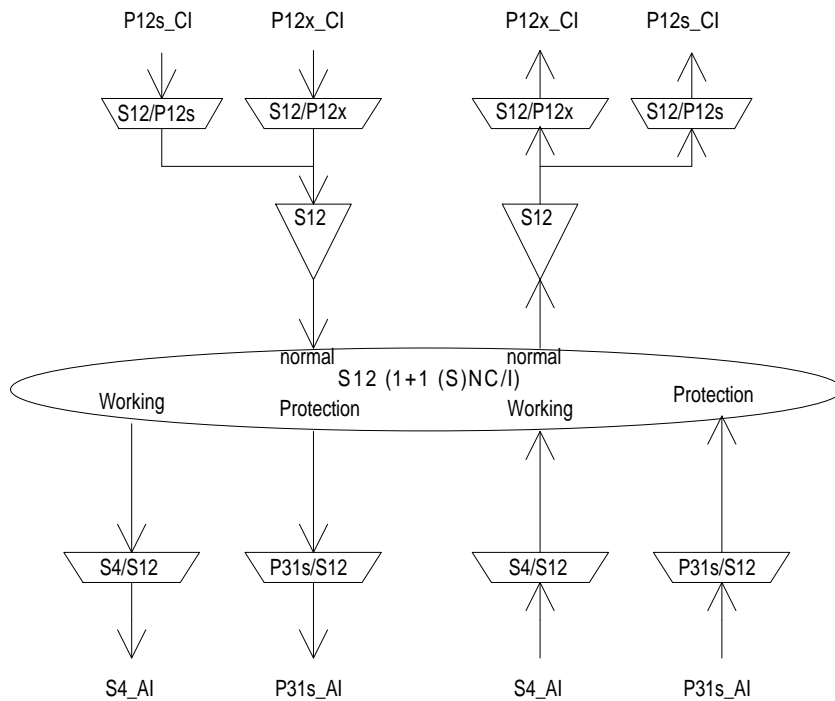 P12s_CI P12x_CI P12x_CI P12s_CI
S12/P12s S12/P12x S12/P12x S12/P12s
S12 S12
normal normal
S12 (1+1 (S)NC/I)
Working Protection Working Protection
S4/S12 P31s/S12 S4/S12 P31s/S12
S4_AI P31s_AI S4_AI P31s_AI